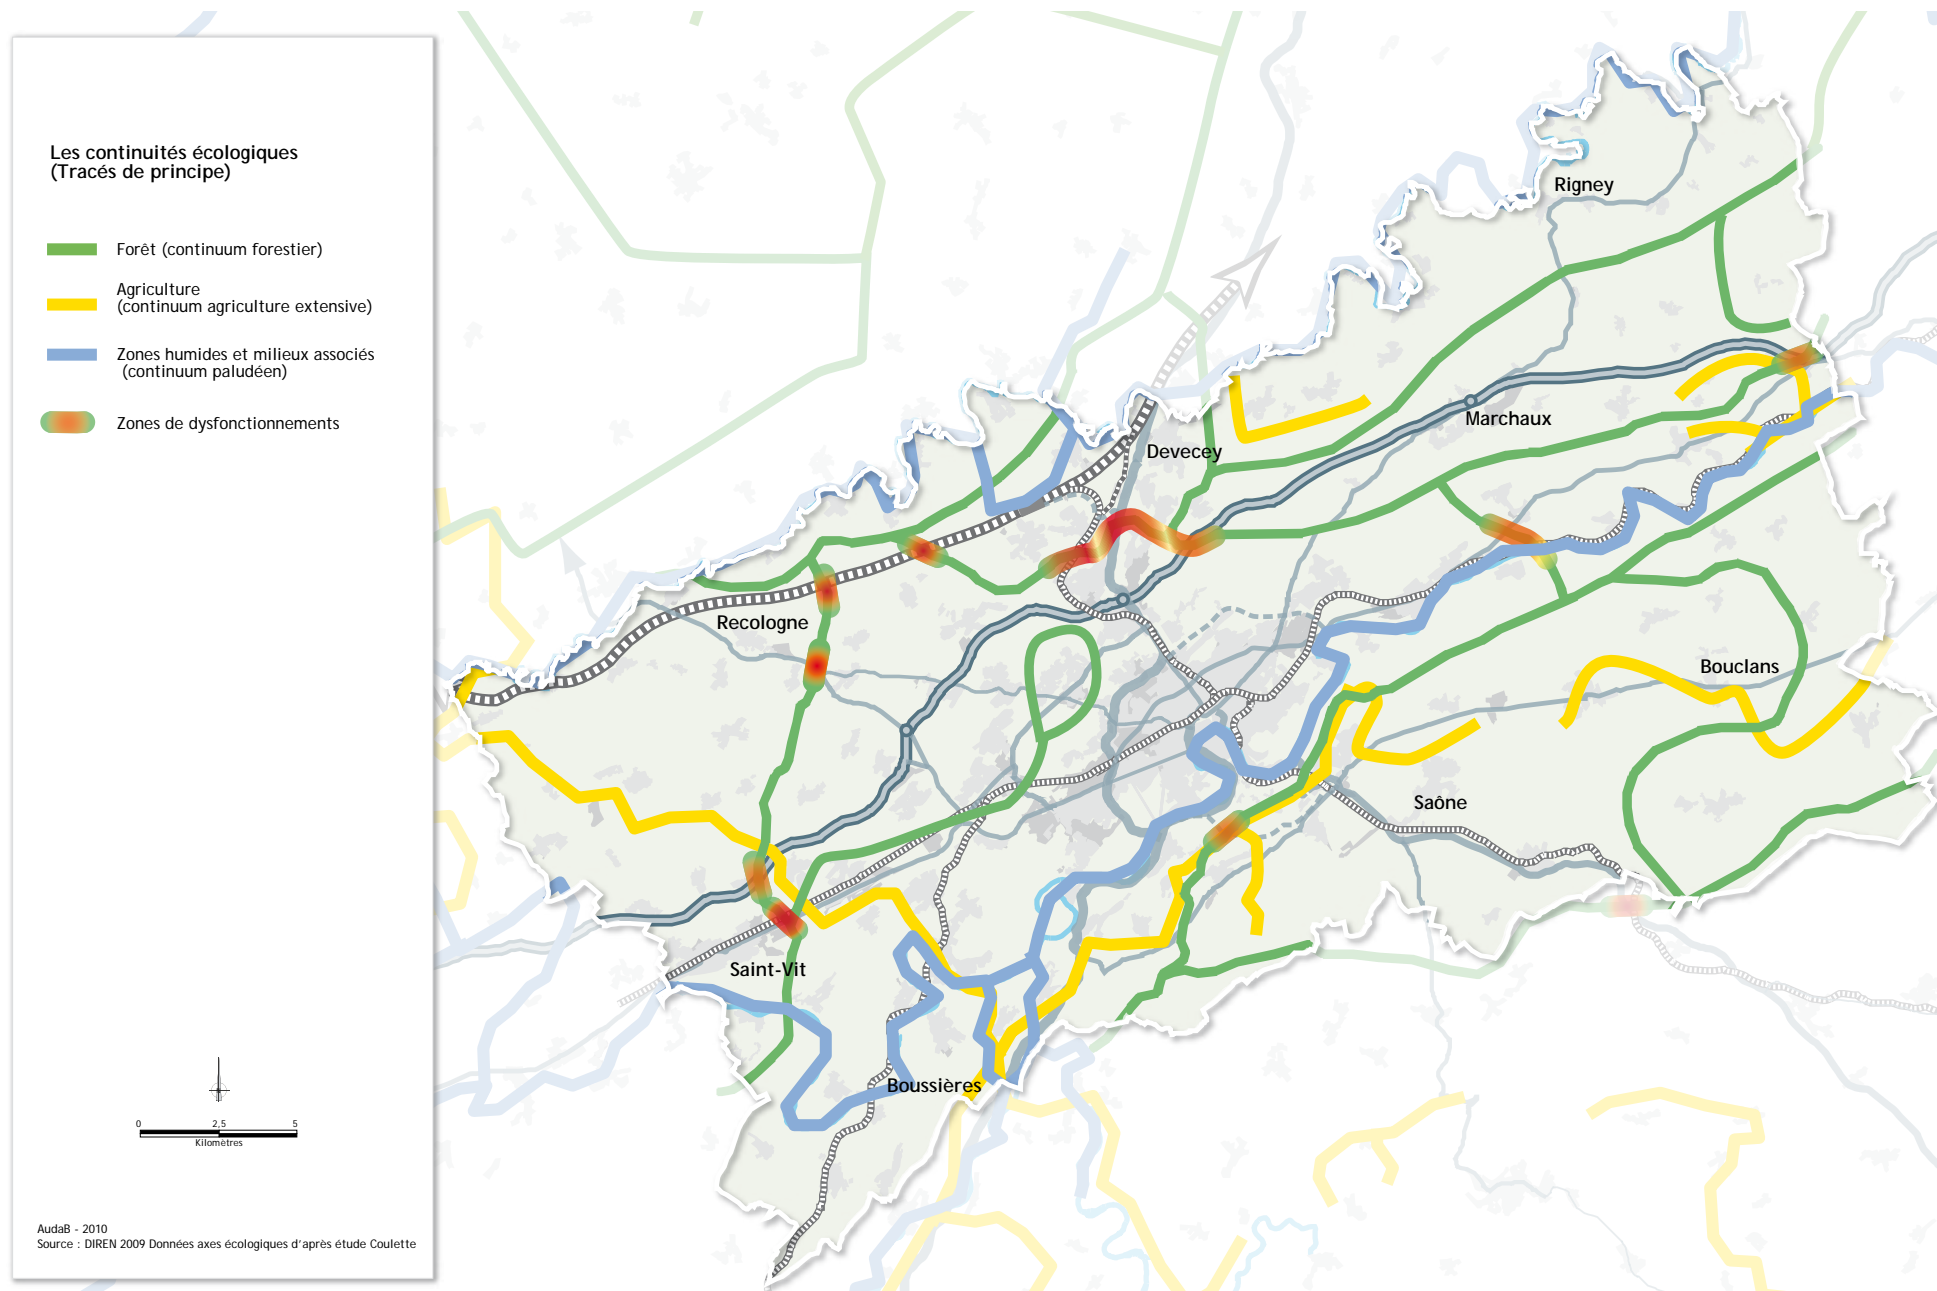 Les continuités écologiques
(Tracés de principe)
Forêt (continuum forestier)
Agriculture
(continuum agriculture extensive)
Zones humides et milieux associés
(continuum paludéen)
Zones de dysfonctionnements
0 2,5 5
Kilomètres
AudaB - 2010
Source : DIREN 2009 Données axes écologiques d'après étude Coulette
Rigney
Marchaux
Devecey
Recologne
Bouclans
Saône
Saint-Vit
Boussières